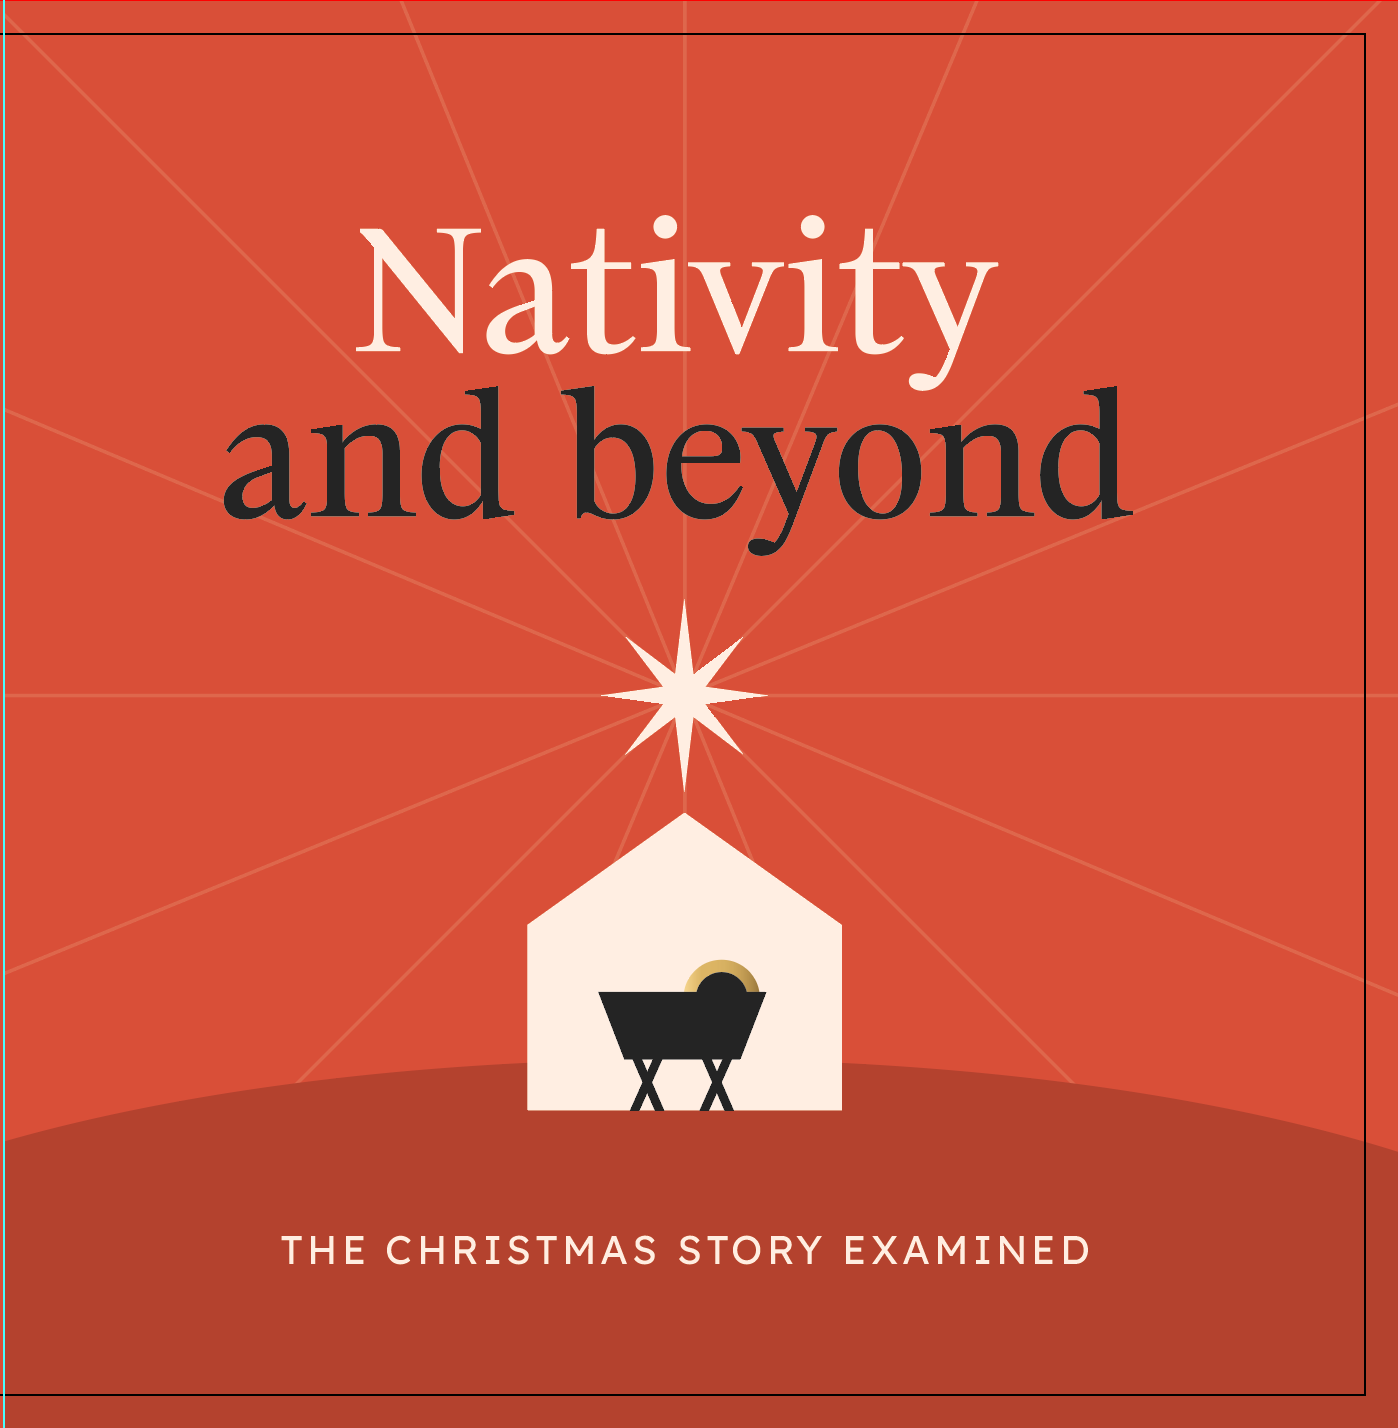 Nativity
and beyond
THE CHRISTMAS STORY EXAMINED